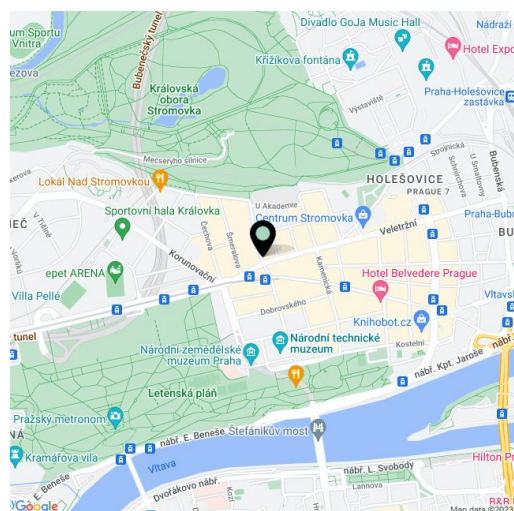 Nádraží
Divadlo GoJa Music Hall
um Sportu
Vnitra
Hotel Expo
Bubenečský tunel
Křižíkova fontána
ezova
Královská
obora
Stromovka
Praha-Holešovice
zastávka
Výstaviště
Mecseryho silnice
Strojnická
Bubenská
Lokál Nad Stromovkou
HOLEŠOVICE
PRAGUE 7
Schnirchova
U Smaltovny
U Akademie
Sportovní hala Královka
Centrum Stromovka
Veletržní
Praha-Bub
Čechova
Šmeralova
Korunovační
Kamenická
epet ARENA
Hotel Belvedere Prague
Villa Pellé
Dobrovského
Vltavsk
Knihobot.cz
tunel
Národní technické
muzeum
Kostelní
Národní zemědělské
muzeum Praha
Letenská pláň
nábř. Kpt. Jaroše
nábř.
Pražský metronom
nábř. E. Beneše
Štefánikův most
NÁ
Kramářova vila
Hilton Pr
Vltava
nábř. L. Svobody
E. Beneše
Dvořákovo nábř.
Lannova
Kozí
R&R
Google
Map data ©2023